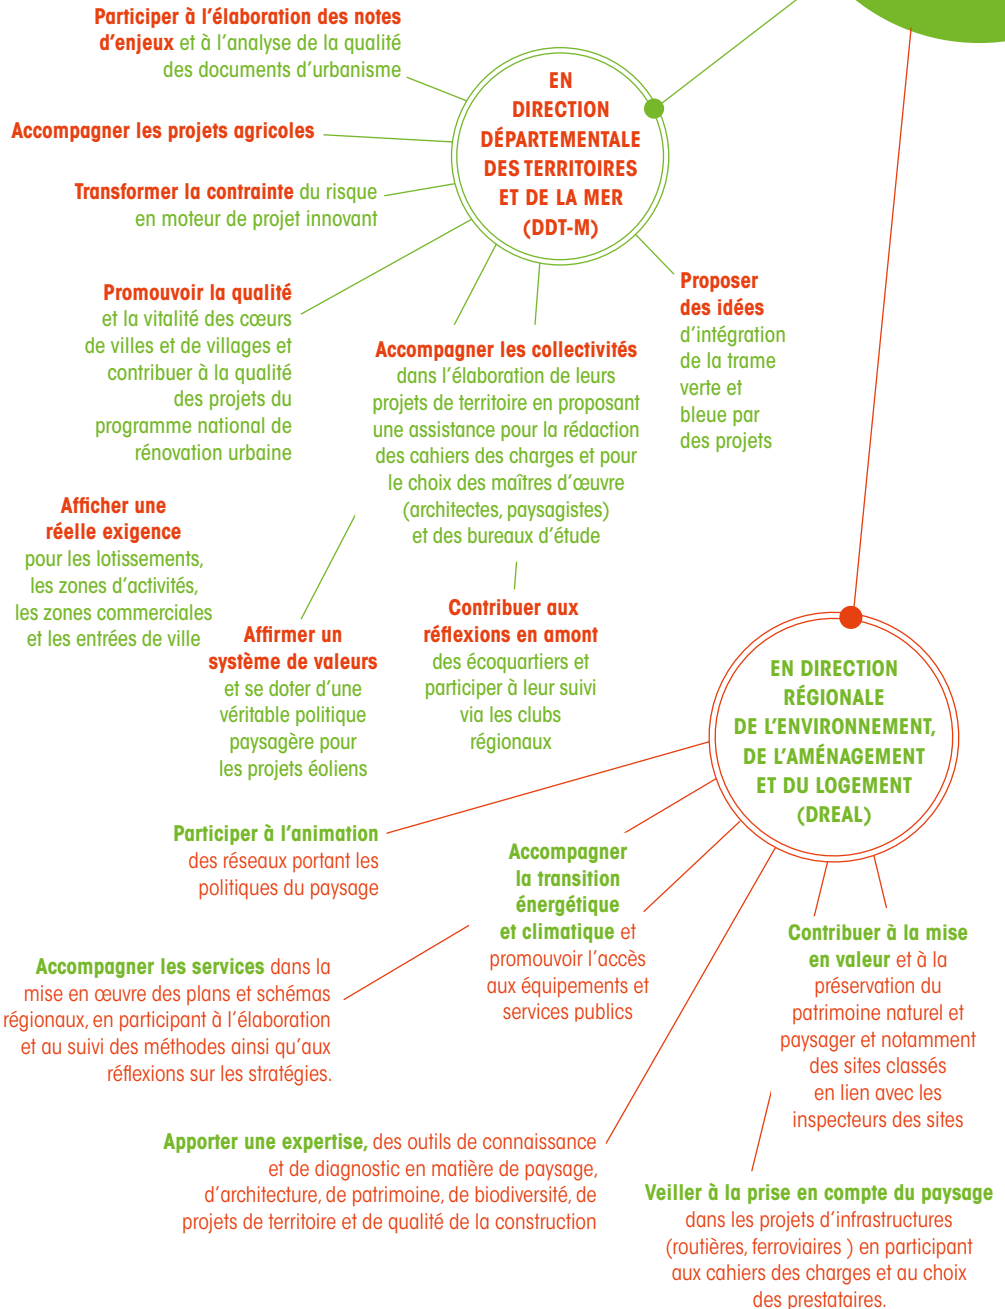 Participer à l’élaboration des notes
d’enjeux et à l’analyse de la qualité
des documents d’urbanisme
EN
DIRECTION
DÉPARTEMENTALE
DES TERRITOIRES
ET DE LA MER
(DDT-M)
Accompagner les projets agricoles
Transformer la contrainte du risque
en moteur de projet innovant
Promouvoir la qualité
et la vitalité des cœurs
de villes et de villages et
contribuer à la qualité
des projets du
programme national de
rénovation urbaine
Accompagner les collectivités
dans l’élaboration de leurs
projets de territoire en proposant
une assistance pour la rédaction
des cahiers des charges et pour
le choix des maîtres d’œuvre
(architectes, paysagistes)
et des bureaux d’étude
Proposer
des idées
d’intégration
de la trame
verte et
bleue par
des projets
Afficher une
réelle exigence
pour les lotissements,
les zones d’activités,
les zones commerciales
et les entrées de ville
Affirmer un
système de valeurs
et se doter d’une
véritable politique
paysagère pour
les projets éoliens
Contribuer aux
réflexions en amont
des écoquartiers et
participer à leur suivi
via les clubs
régionaux
EN DIRECTION
RÉGIONALE
DE L’ENVIRONNEMENT,
DE L’AMÉNAGEMENT
ET DU LOGEMENT
(DREAL)
Participer à l’animation
des réseaux portant les
politiques du paysage
Accompagner
la transition
énergétique
et climatique et
promouvoir l’accès
aux équipements et
services publics
Accompagner les services dans la
mise en œuvre des plans et schémas
régionaux, en participant à l’élaboration
et au suivi des méthodes ainsi qu’aux
réflexions sur les stratégies.
Contribuer à la mise
en valeur et à la
préservation du
patrimoine naturel et
paysager et notamment
des sites classés
en lien avec les
inspecteurs des sites
Apporter une expertise, des outils de connaissance
et de diagnostic en matière de paysage,
d’architecture, de patrimoine, de biodiversité, de
projets de territoire et de qualité de la construction
Veiller à la prise en compte du paysage
dans les projets d’infrastructures
(routières, ferroviaires ) en participant
aux cahiers des charges et au choix
des prestataires.